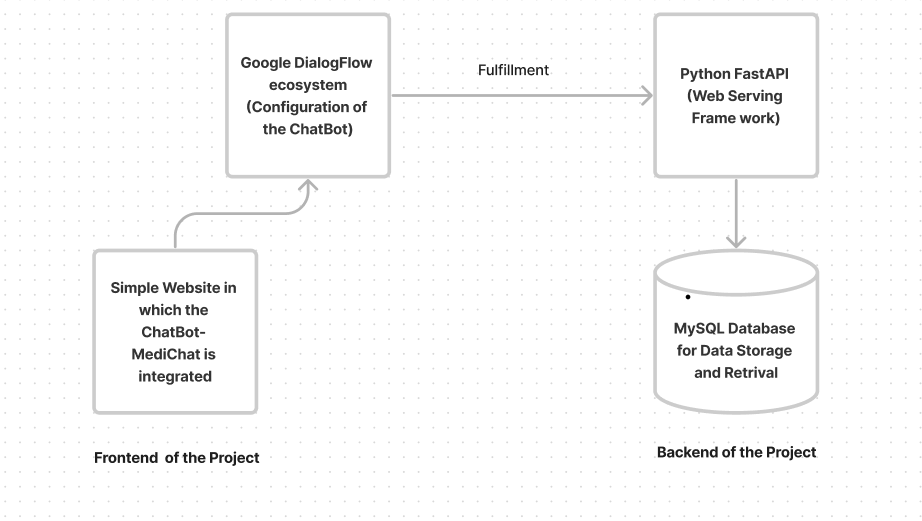 Google DialogFlow
ecosystem
(Configuration of
the ChatBot)
Fulfillment
Python FastAPI
(Web Serving
Frame work)
Simple Website in
which the
ChatBot-
MediChat is
integrated
MySQL Database
for Data Storage
and Retrival
Frontend of the Project
Backend of the Project